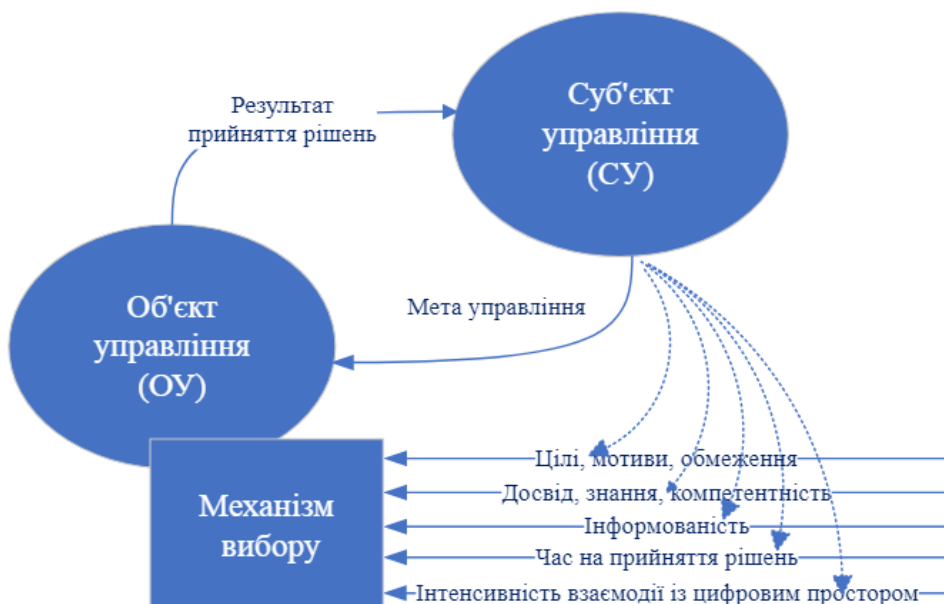 Результат
прийняття рішень
Суб'єкт
управління
(СУ)
Об'єкт
управління
(ОУ)
Мета управління
Механізм
вибору
Цілі, мотиви, обмеження
Досвід, знання, компетентність
Інформованість
Час на прийняття рішень
Інтенсивність взаємодії із цифровим простором